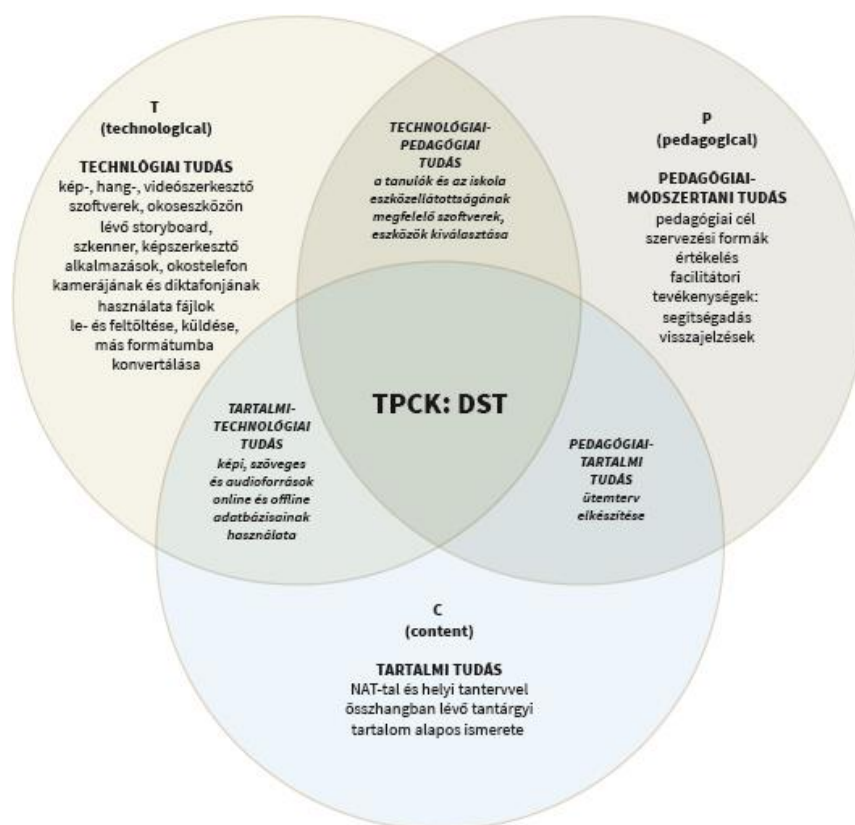 T
(technological)
TECHNLÓGIAI TUDÁS
kép-, hang-, videószerkesztő
szoftverek, okoseszközön
lévő storyboard,
szkenner, képszerkesztő
alkalmazások, okostelefon
kamerájának és diktafonjának
használata fájlok
le- és feltöltése, küldése,
más formátumba
konvertálása
TECHNOLÓGIAI-
PEDAGÓGIAI
TUDÁS
a tanulók és az iskola
eszközellátottságának
megfelelő szoftverek,
eszközök kiválasztása
P
(pedagogical)
PEDAGÓGIAI-
MÓDSZERTANI TUDÁS
pedagógiai cél
szervezési formák
értékelés
facilitátori
tevékenységek:
segítségadás
visszajelzések
TPCK: DST
TARTALMI-
TECHNOLÓGIAI
TUDÁS
képi, szöveges
és audioforrások
online és offline
adatbázisainak
használata
PEDAGÓGIAI-
TARTALMI
TUDÁS
ütemterv
elkészítése
C
(content)
TARTALMI TUDÁS
NAT-tal és helyi tantervvel
összhangban lévő tantárgyi
tartalom alapos ismerete